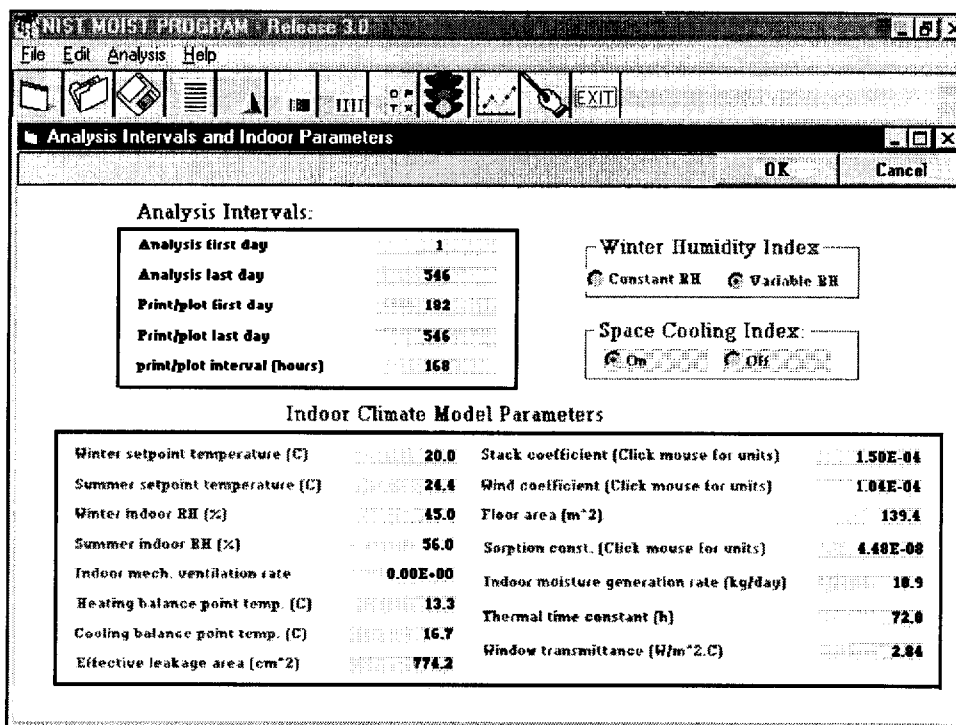 NIST MOIST PROGRAM - Release 3.0
File Edit Analysis Help
O P
T X
EXIT
Analysis Intervals and Indoor Parameters
OK Cancel
Analysis Intervals:
Analysis first day 1
Analysis last day 546
Print/plot first day 182
Print/plot last day 546
print/plot interval (hours) 168
Winter Humidity Index
Constant RH Variable RH
Space Cooling Index:
On Off
Indoor Climate Model Parameters
Winter setpoint temperature (C) 20.0
Summer setpoint temperature (C) 24.4
Winter indoor RH (%) 45.0
Summer indoor RH (%) 56.0
Indoor mech. ventilation rate 0.00E+00
Heating balance point temp. (C) 13.3
Cooling balance point temp. (C) 16.7
Effective leakage area (cm^2) 774.2
Stack coefficient (Click mouse for units) 1.50E-04
Wind coefficient (Click mouse for units) 1.04E-04
Floor area (m^2) 139.4
Sorption const. (Click mouse for units) 4.48E-08
Indoor moisture generation rate (kg/day) 10.9
Thermal time constant (h) 72.0
Window transmittance (W/m^2.C) 2.84